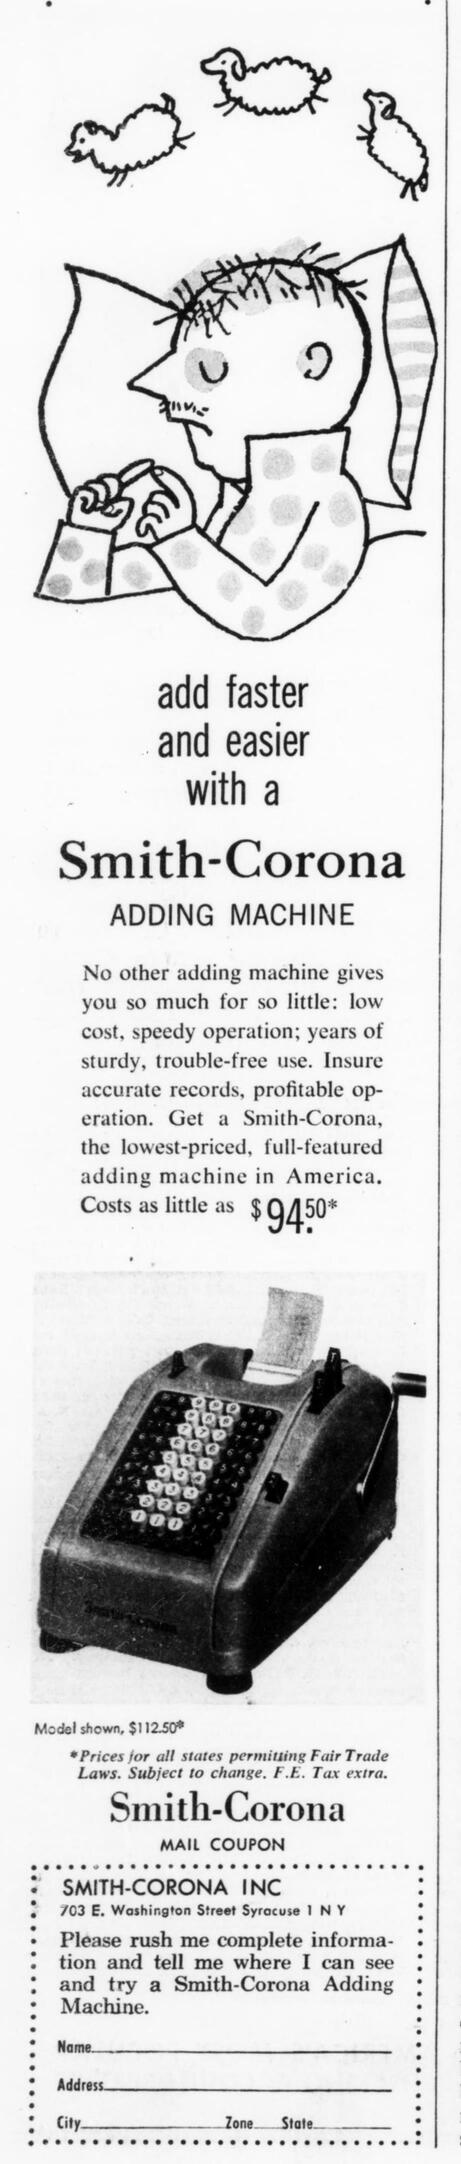 add faster
and easier
with a
Smith-Corona
ADDING MACHINE
No other adding machine gives
you so much for so little: low
cost, speedy operation; years of
sturdy, trouble-free use. Insure
accurate records, profitable op-
eration. Get a Smith-Corona,
the lowest-priced, full-featured
adding machine in America.
Costs as little as $94.50*
Smith-Corona
Model shown, $112.50*
*Prices for all states permitting Fair Trade
Laws. Subject to change. F.E. Tax extra.
Smith-Corona
MAIL COUPON
SMITH-CORONA INC
703 E. Washington Street Syracuse 1 N Y
Please rush me complete informa-
tion and tell me where I can see
and try a Smith-Corona Adding
Machine.
Name
Address
City Zone State